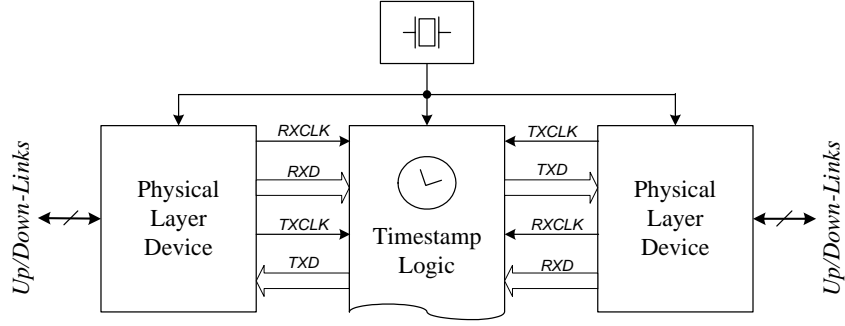 Up/Down-Links
Physical
Layer
Device
RXCLK
RXD
TXCLK
TXD
Timestamp
Logic
TXCLK
TXD
RXCLK
RXD
Physical
Layer
Device
Up/Down-Links